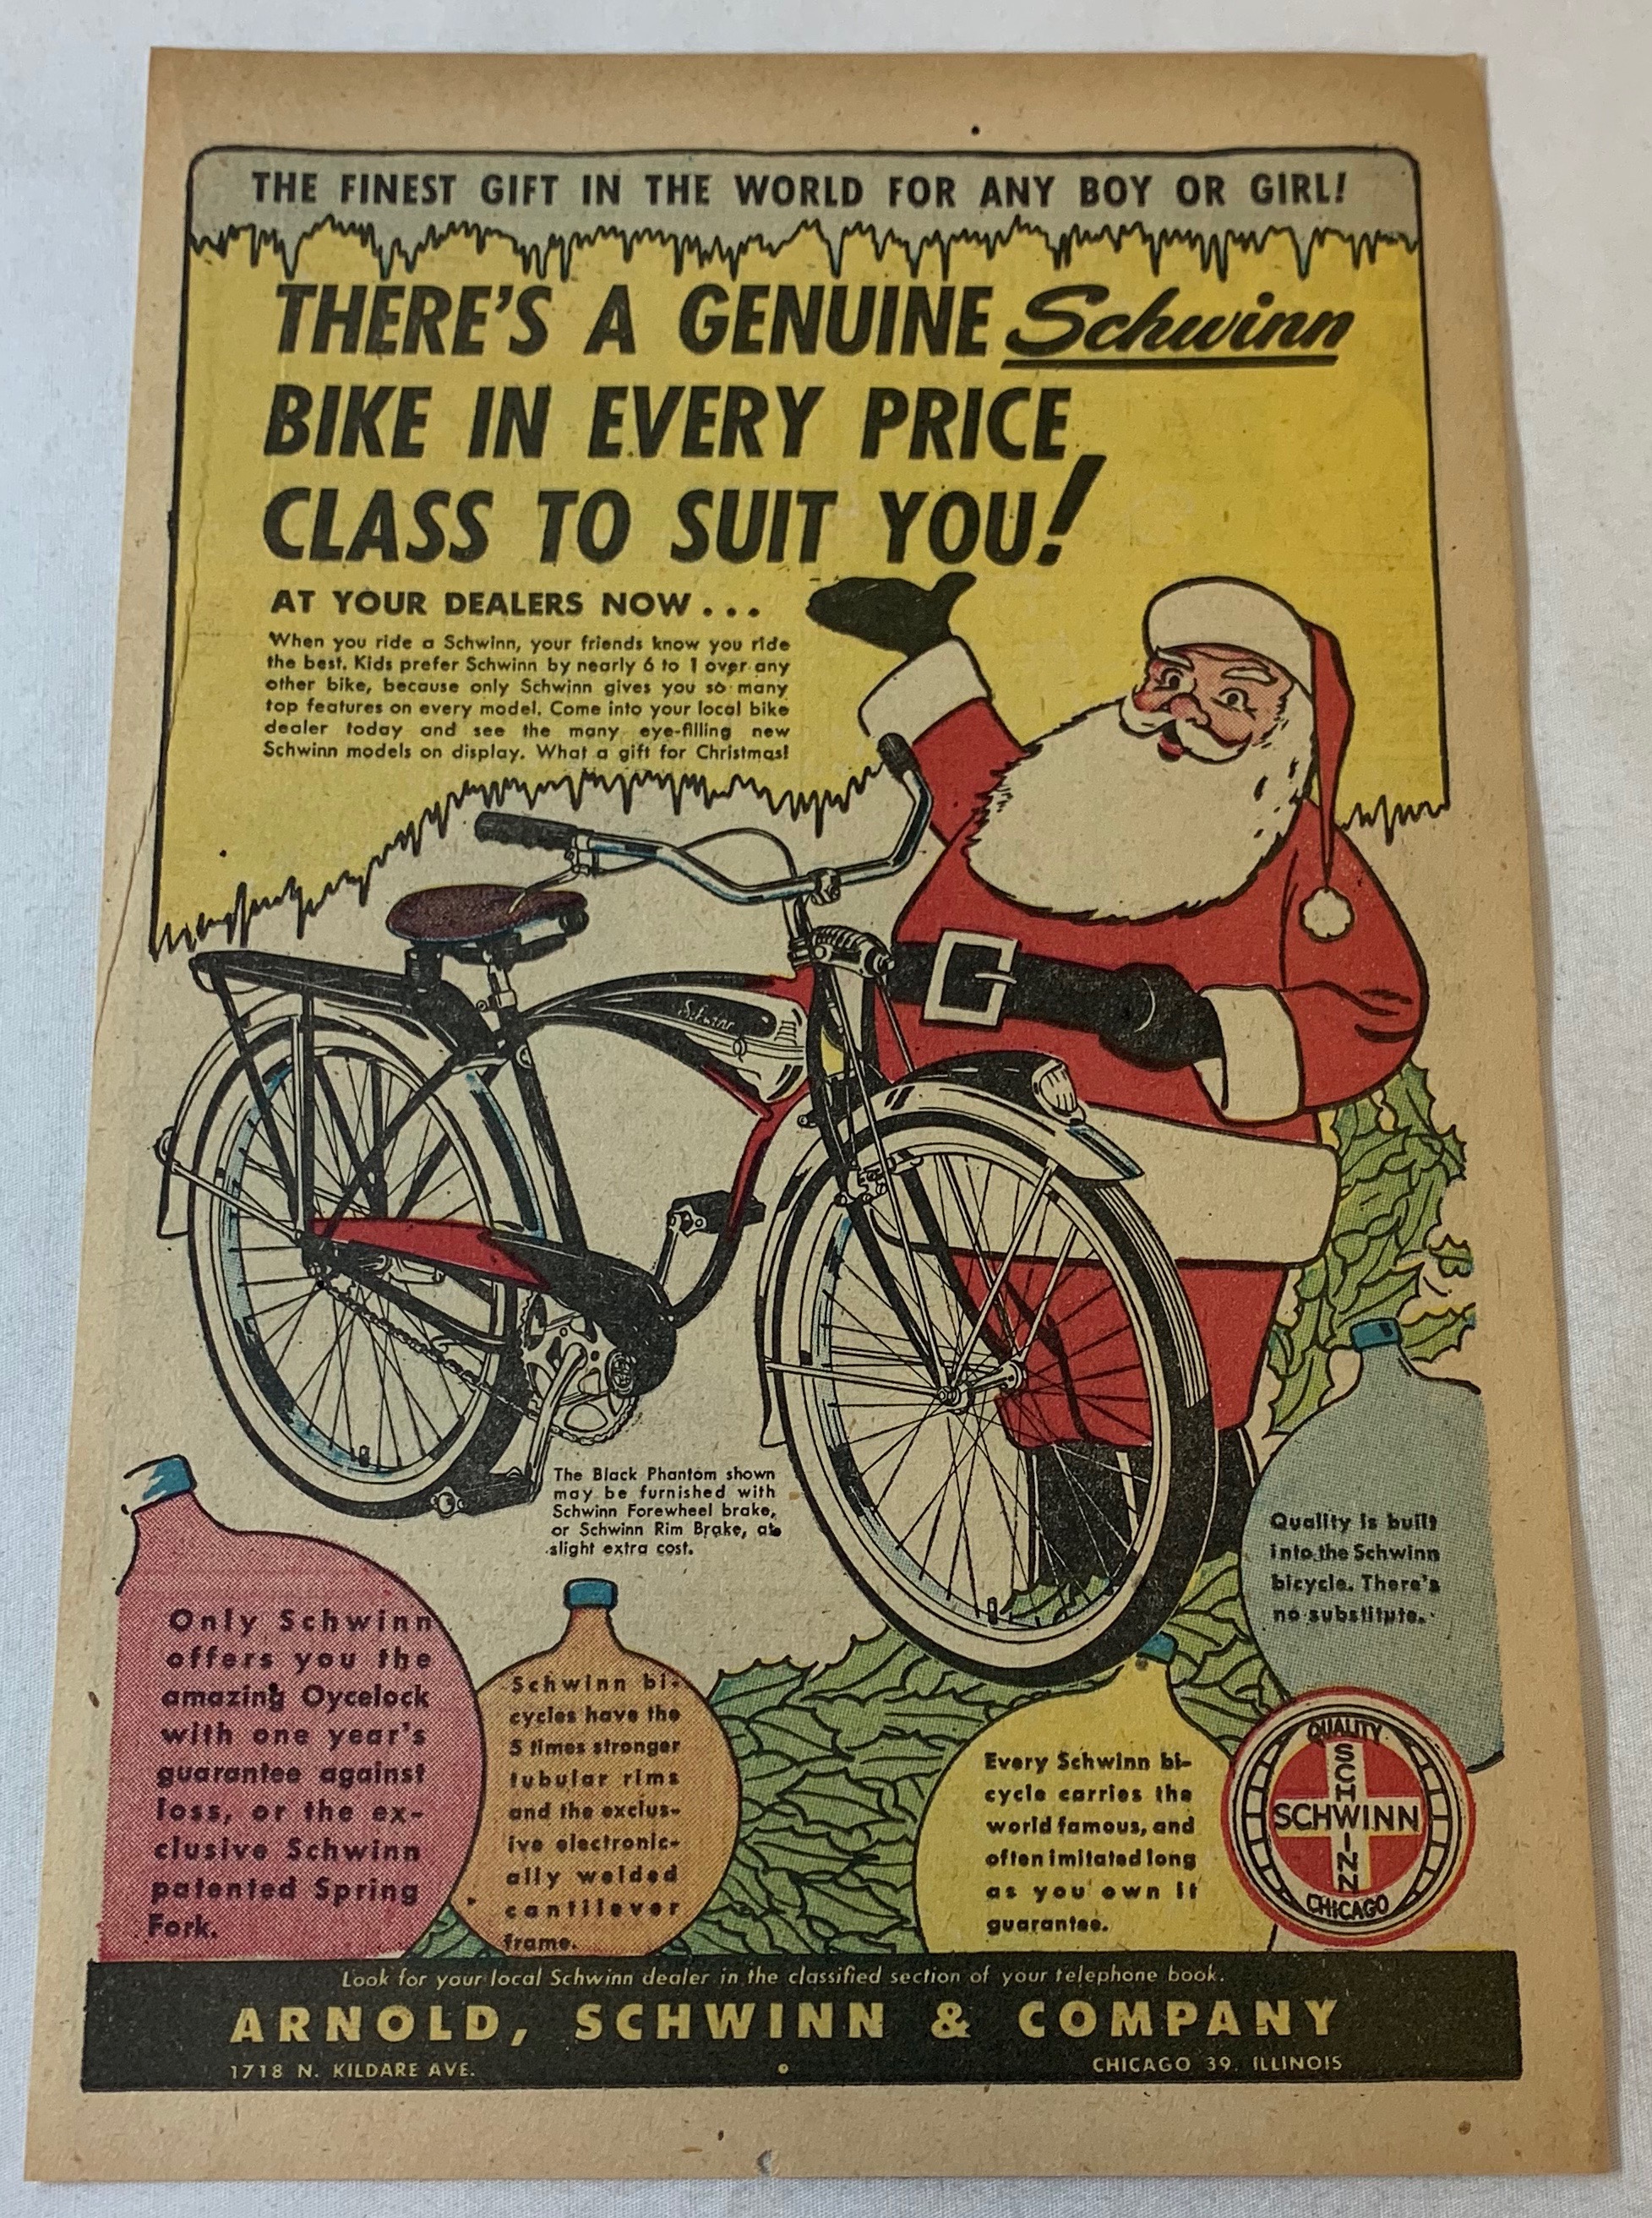 THE FINEST GIFT IN THE WORLD FOR ANY BOY OR GIRL!
THERE'S A GENUINE Schwinn
BIKE IN EVERY PRICE
CLASS TO SUIT YOU!
AT YOUR DEALERS NOW...
When you ride a Schwinn, your friends know you ride
the best. Kids prefer Schwinn by nearly 6 to 1 over any
other bike, because only Schwinn gives you so many
top features on every model. Come into your local bike
dealer today and see the many eye-filling new
Schwinn models on display. What a gift for Christmas!
Schwinn
The Black Phantom shown
may be furnished with
Schwinn Forewheel brake,
or Schwinn Rim Brake, at
slight extra cost.
Only Schwinn
offers you the
amazing Cycelock
with one year's
guarantee against
loss, or the ex-
clusive Schwinn
patented Spring
Fork.
Schwinn bi-
cycles have the
5 times stronger
tubular rims
and the exclus-
ive electronic-
ally welded
cantilever
frame.
Every Schwinn bi-
cycle carries the
world famous, and
often imitated long
as you own it
guarantee.
Quality is built
into the Schwinn
bicycle. There's
no substitute.
QUALITY
SCHWINN
SCHWINN
CHICAGO
Look for your local Schwinn dealer in the classified section of your telephone book.
ARNOLD, SCHWINN & COMPANY
1718 N. KILDARE AVE. • CHICAGO 39, ILLINOIS